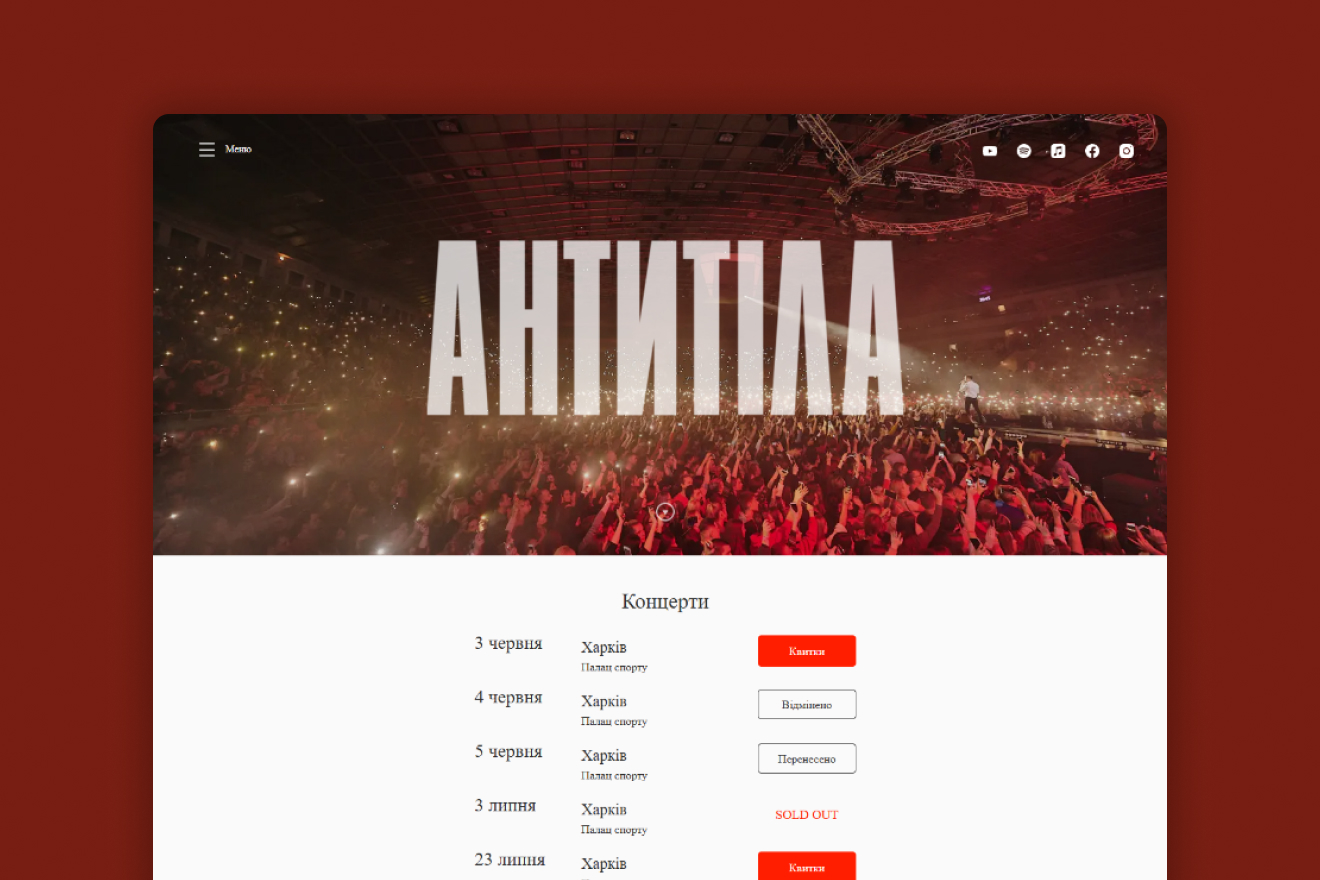 Меню
АНТИТІЛА
Концерти
3 червня
Харків
Палац спорту
Квитки
4 червня
Харків
Палац спорту
Відмінено
5 червня
Харків
Палац спорту
Перенесено
3 липня
Харків
Палац спорту
SOLD OUT
23 липня
Харків
Квитки